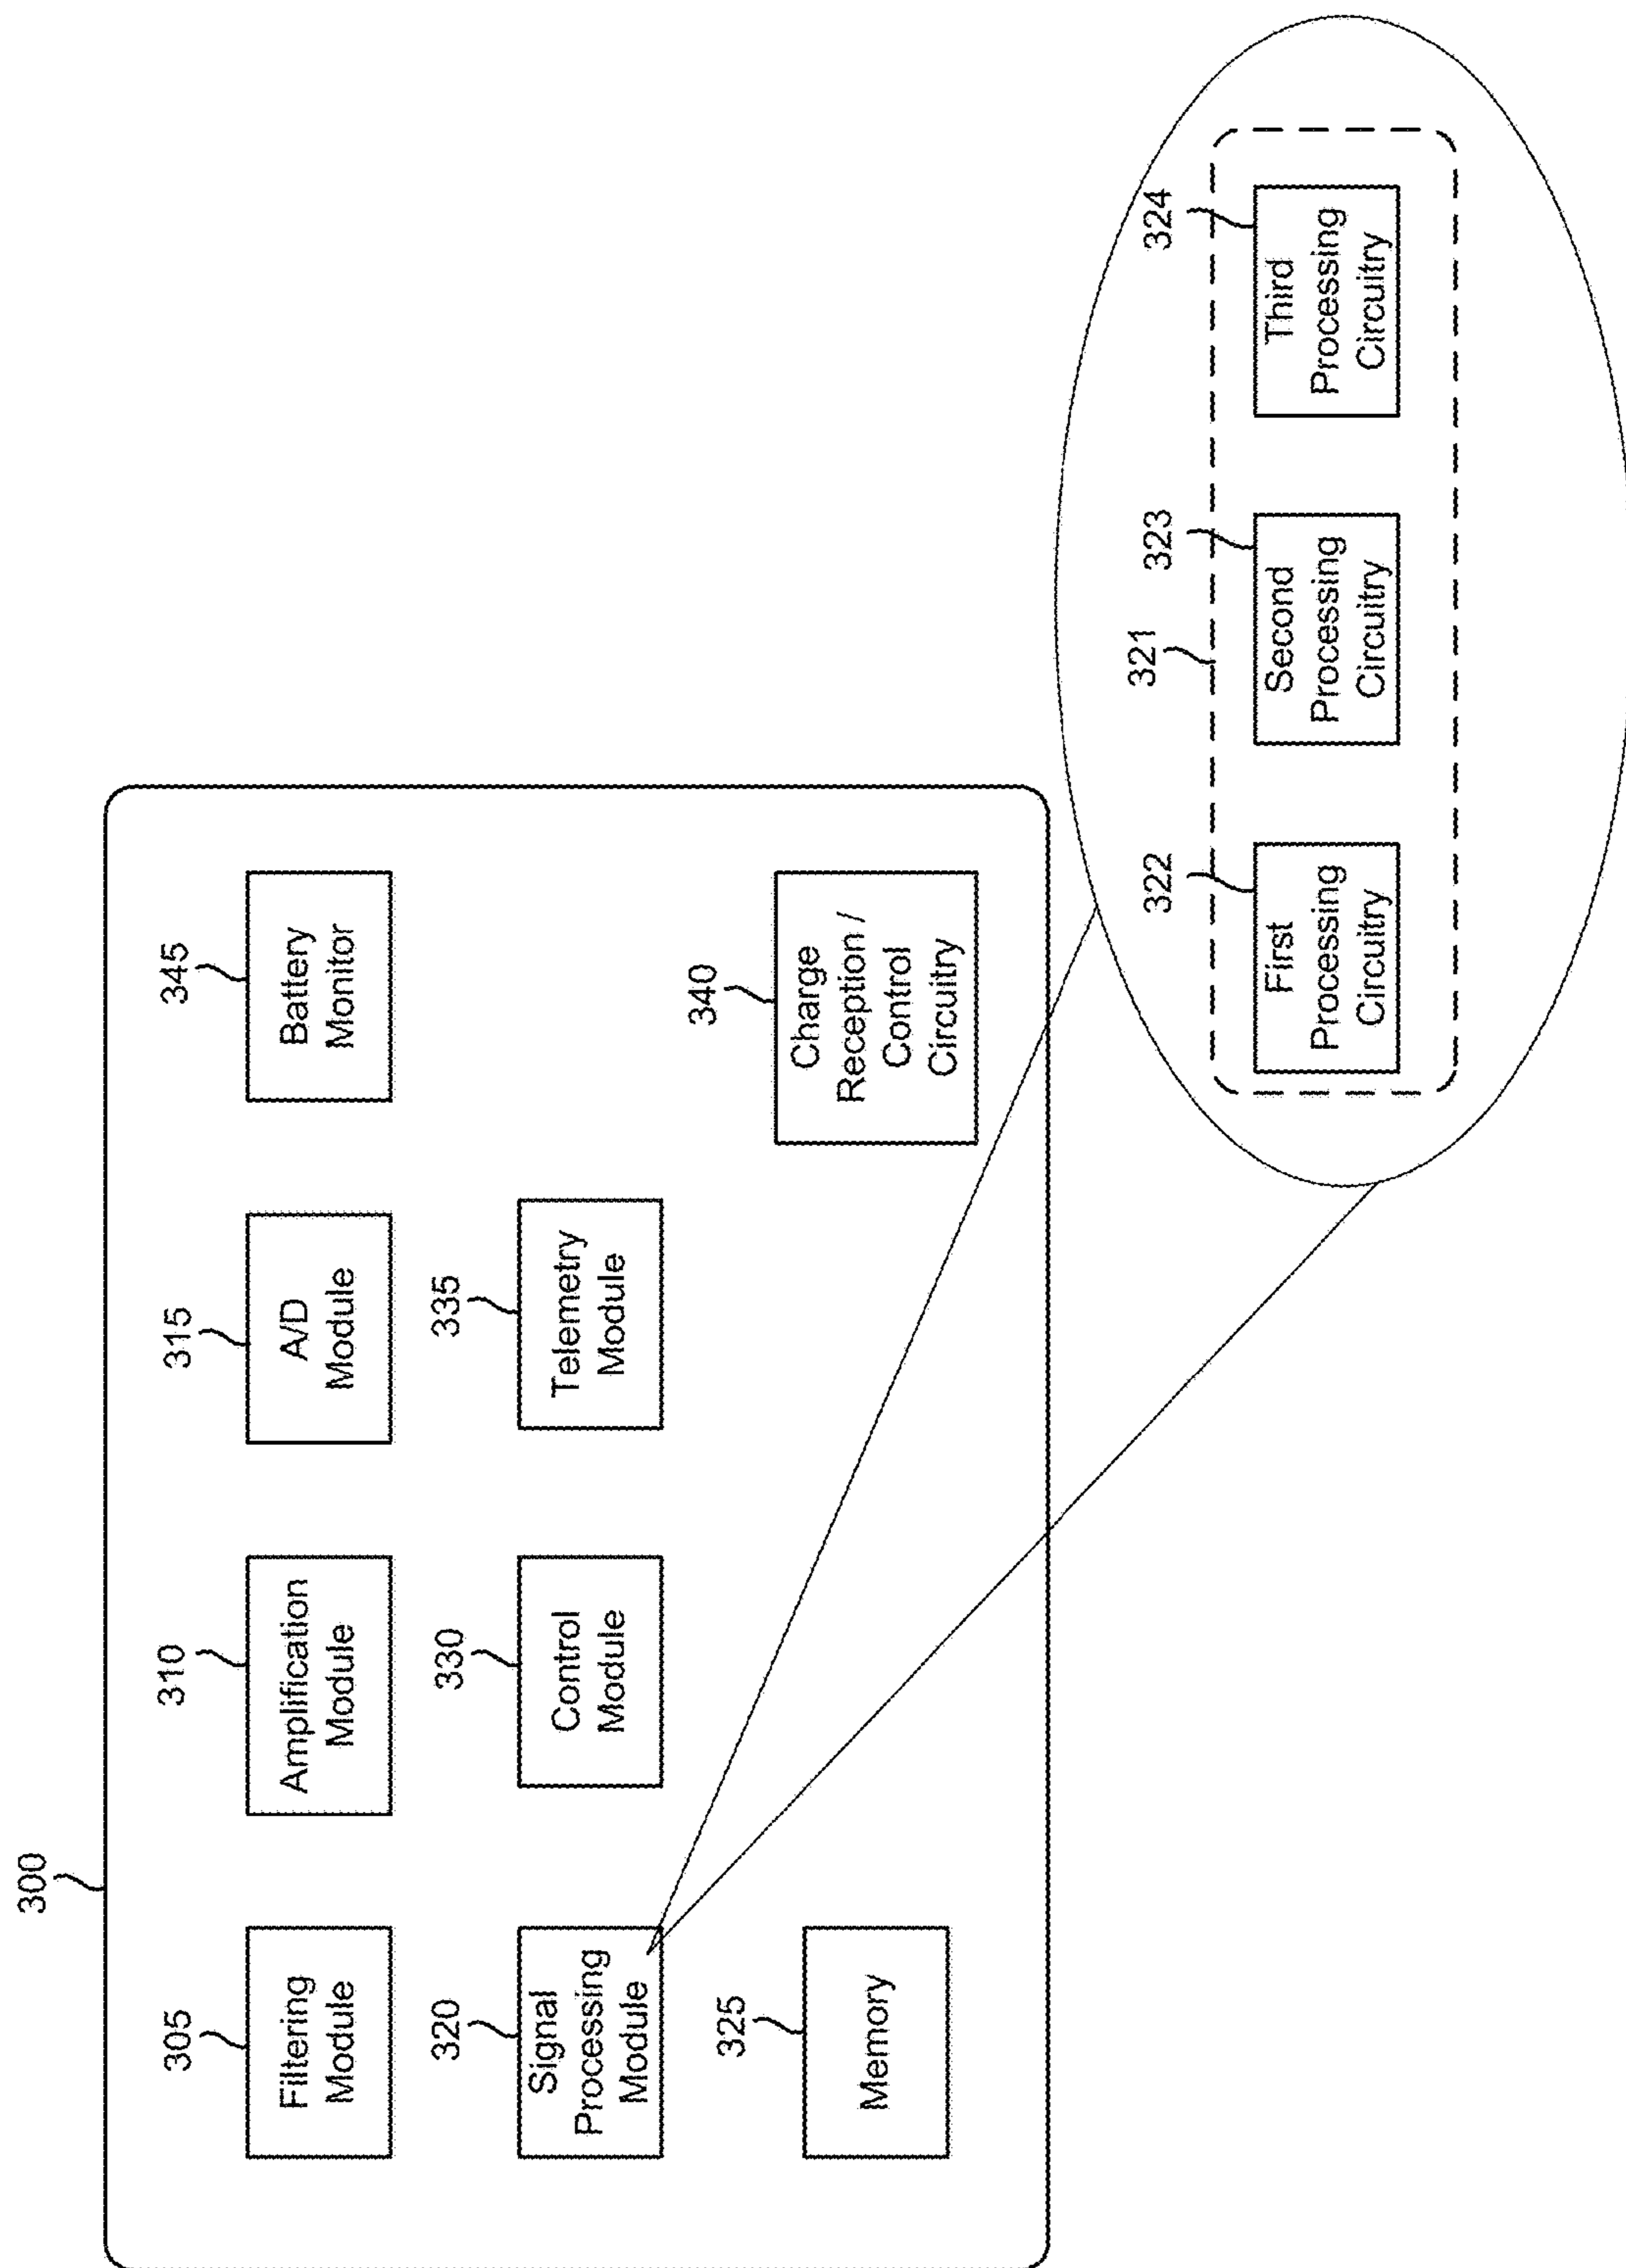 300
305
Filtering
Module
310
Amplification
Module
315
A/D
Module
345
Battery
Monitor
320
Signal
Processing
Module
330
Control
Module
335
Telemetry
Module
325
Memory
340
Charge
Reception /
Control
Circuitry
321
322
First
Processing
Circuitry
323
Second
Processing
Circuitry
324
Third
Processing
Circuitry